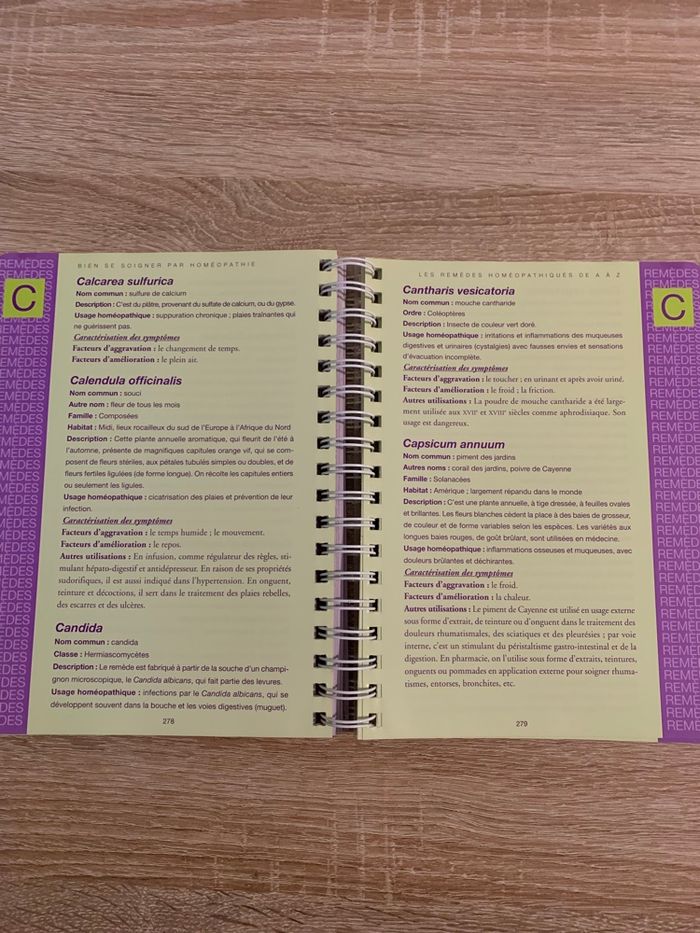 BIEN SE SOIGNER PAR HOMÉOPATHIE
REMÈDES
REMÈDES
C
REMÈDES
REMÈDES
REMÈDES
REMÈDES
REMÈDES
REMÈDES
REMÈDES
Calcarea sulfurica
Nom commun : sulfure de calcium
Description : C'est du plâtre, provenant du sulfate de calcium, ou du gypse.
Usage homéopathique : suppuration chronique ; plaies traînantes qui
ne guérissent pas.
Caractérisation des symptômes
Facteurs d'aggravation : le changement de temps.
Facteurs d'amélioration : le plein air.
Calendula officinalis
Nom commun : souci
Autre nom : fleur de tous les mois
Famille : Composées
Habitat : Midi, lieux rocailleux du sud de l'Europe à l'Afrique du Nord
Description : Cette plante annuelle aromatique, qui fleurit de l'été à
l'automne, présente de magnifiques capitules orange vif, qui se com-
posent de fleurs stériles, aux pétales tubulés simples ou doubles, et de
fleurs fertiles ligulées (de forme longue). On récolte les capitules entiers
ou seulement les ligules.
Usage homéopathique : cicatrisation des plaies et prévention de leur
infection.
Caractérisation des symptômes
Facteurs d'aggravation : le temps humide ; le mouvement.
Facteurs d'amélioration : le repos.
Autres utilisations : En infusion, comme régulateur des règles, sti-
mulant hépato-digestif et antidépresseur. En raison de ses propriétés
sudorifiques, il est aussi indiqué dans l'hypertension. En onguent,
teinture et décoctions, il sert dans le traitement des plaies rebelles,
des escarres et des ulcères.
Candida
Nom commun : candida
Classe : Hermiascomycètes
Description : Le remède est fabriqué à partir de la souche d'un champi-
gnon microscopique, le Candida albicans, qui fait partie des levures.
Usage homéopathique : infections par le Candida albicans, qui se
développent souvent dans la bouche et les voies digestives (muguet).
278
LES REMÈDES HOMÉOPATHIQUES DE A À Z
Cantharis vesicatoria
Nom commun : mouche cantharide
Ordre : Coléoptères
Description : Insecte de couleur vert doré.
Usage homéopathique : irritations et inflammations des muqueuses
digestives et urinaires (cystalgies) avec fausses envies et sensations
d'évacuation incomplète.
Caractérisation des symptômes
Facteurs d'aggravation : le toucher ; en urinant et après avoir uriné.
Facteurs d'amélioration : le froid ; la friction.
Autres utilisations : La poudre de mouche cantharide a été large-
ment utilisée aux XVIIe et XVIIIe siècles comme aphrodisiaque. Son
usage est dangereux.
Capsicum annuum
Nom commun : piment des jardins
Autres noms : corail des jardins, poivre de Cayenne
Famille : Solanacées
Habitat : Amérique ; largement répandu dans le monde
Description : C'est une plante annuelle, à tige dressée, à feuilles ovales
et brillantes. Les fleurs blanches cèdent la place à des baies de grosseur,
de couleur et de forme variables selon les espèces. Les variétés aux
longues baies rouges, de goût brûlant, sont utilisées en médecine.
Usage homéopathique : inflammations osseuses et muqueuses, avec
douleurs brûlantes et déchirantes.
Caractérisation des symptômes
Facteurs d'aggravation : le froid.
Facteurs d'amélioration : la chaleur.
Autres utilisations : Le piment de Cayenne est utilisé en usage externe
sous forme d'extrait, de teinture ou d'onguent dans le traitement des
douleurs rhumatismales, des sciatiques et des pleurésies ; par voie
interne, c'est un stimulant du péristaltisme gastro-intestinal et de la
digestion. En pharmacie, on l'utilise sous forme d'extraits, teintures,
onguents ou pommades en application externe pour soigner rhuma-
tismes, entorses, bronchites, etc.
279
REMÈDES
C
REMÈDES
REMÈDES
REMÈDES
REMÈDES
REMÈDES
REMÈDES
REMÈDES